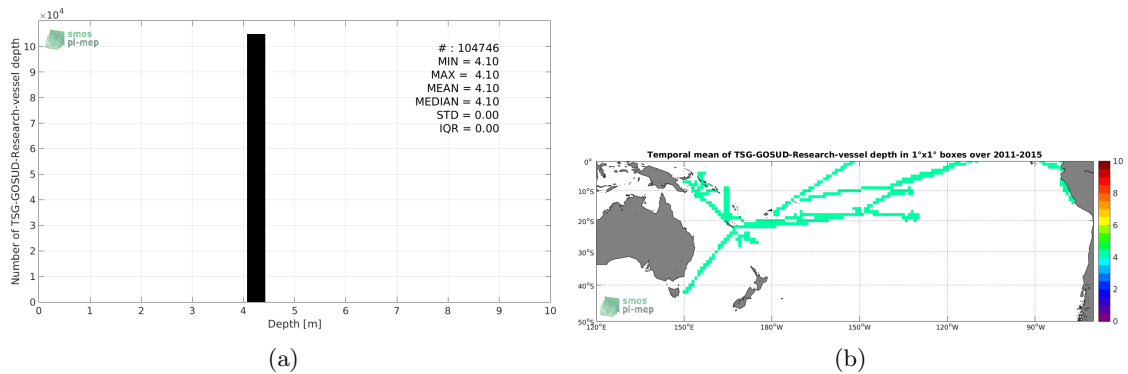 ×10⁴
smos
pi-mep
# : 104746
MIN = 4.10
MAX = 4.10
MEAN = 4.10
MEDIAN = 4.10
STD = 0.00
IQR = 0.00
Number of TSG-GOSUD-Research-vessel depth
10
9
8
7
6
5
4
3
2
1
0
0 1 2 3 4 5 6 7 8 9 10
Depth [m]
(a)
Temporal mean of TSG-GOSUD-Research-vessel depth in 1°x1° boxes over 2011-2015
0°
10°S
20°S
30°S
40°S
50°S
120°E 150°E 180°W 150°W 120°W 90°W
smos
pi-mep
10
8
6
4
2
0
(b)